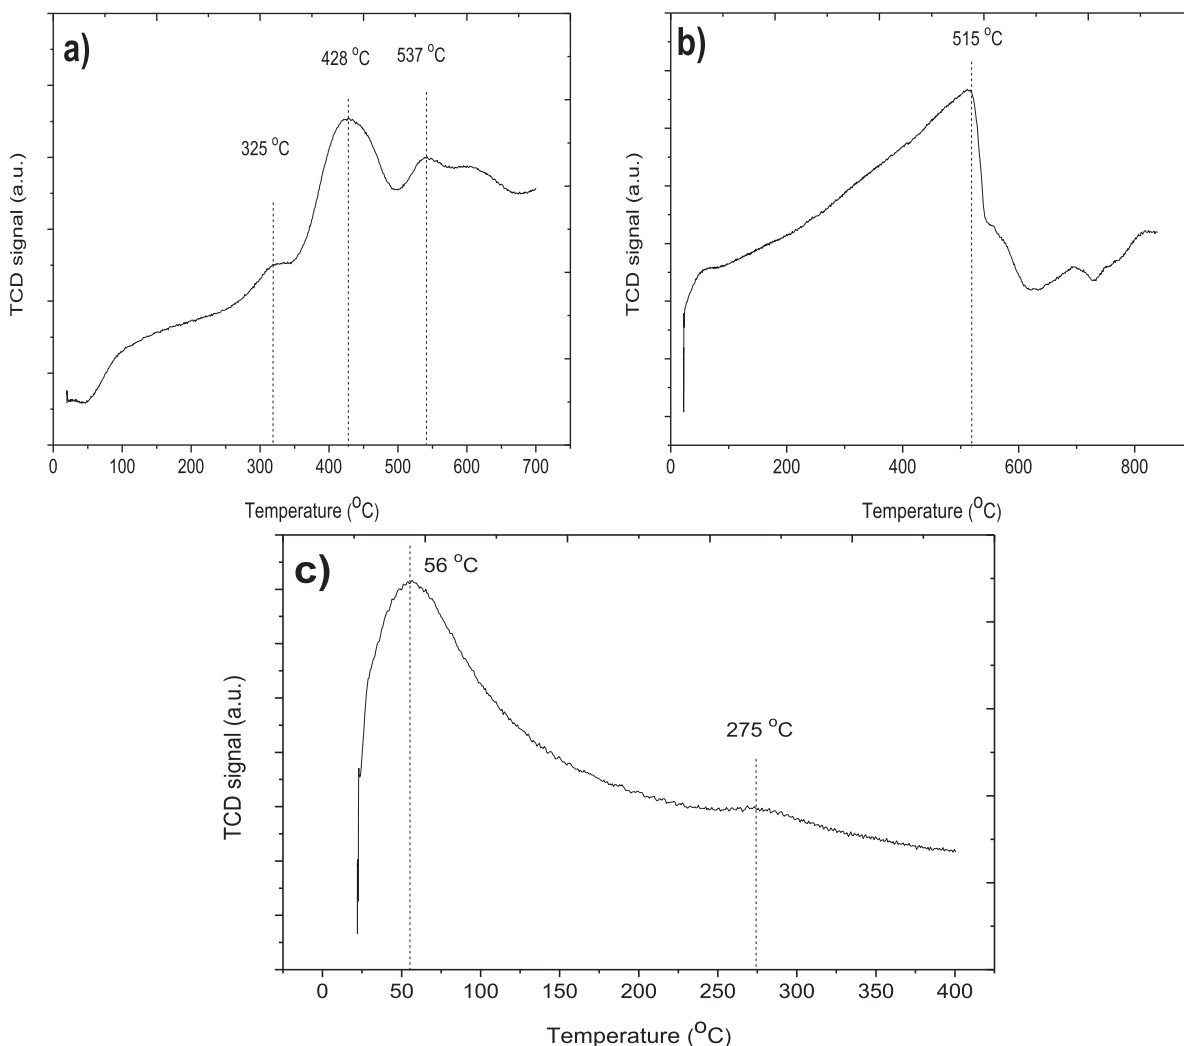 a)
428 °C
537 °C
325 °C
TCD signal (a.u.)
0 100 200 300 400 500 600 700
Temperature (°C)
b)
515 °C
TCD signal (a.u.)
0 200 400 600 800
Temperature (°C)
c)
56 °C
275 °C
TCD signal (a.u.)
0 50 100 150 200 250 300 350 400
Temperature (°C)